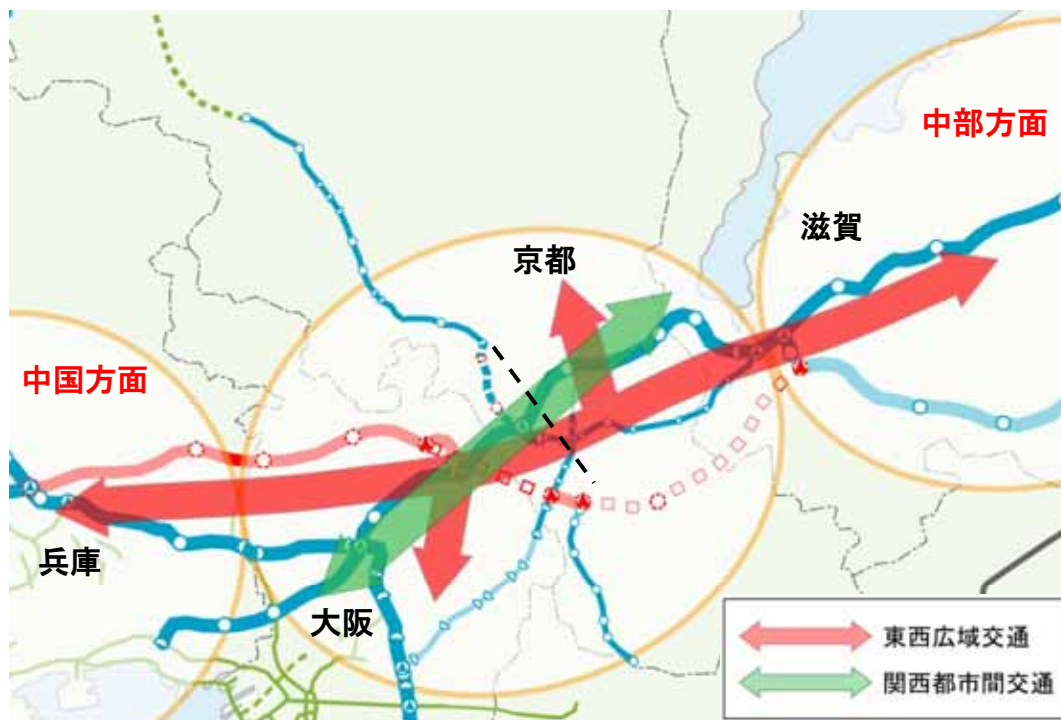 中部方面
滋賀
京都
中国方面
兵庫
大阪
東西広域交通
関西都市間交通